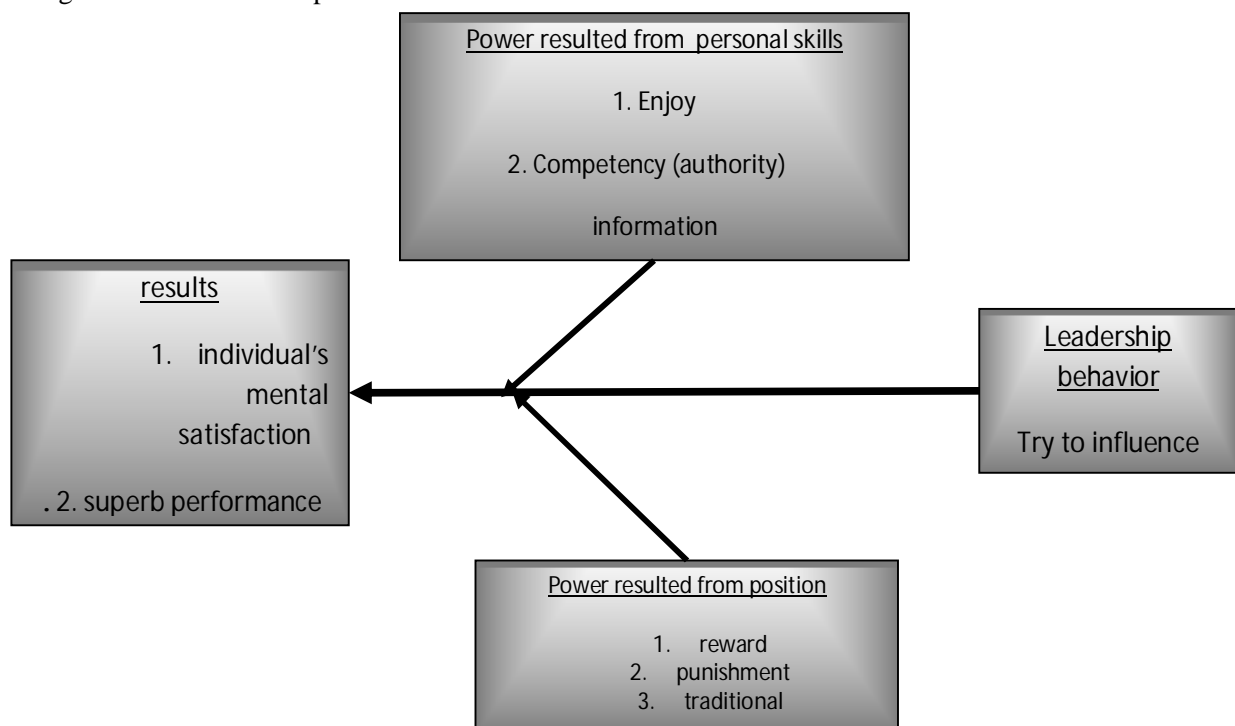 Power resulted from personal skills
1. Enjoy
2. Competency (authority)
information
results
1. individual's
mental
satisfaction
. 2. superb performance
Leadership
behavior
Try to influence
Power resulted from position
1. reward
2. punishment
3. traditional